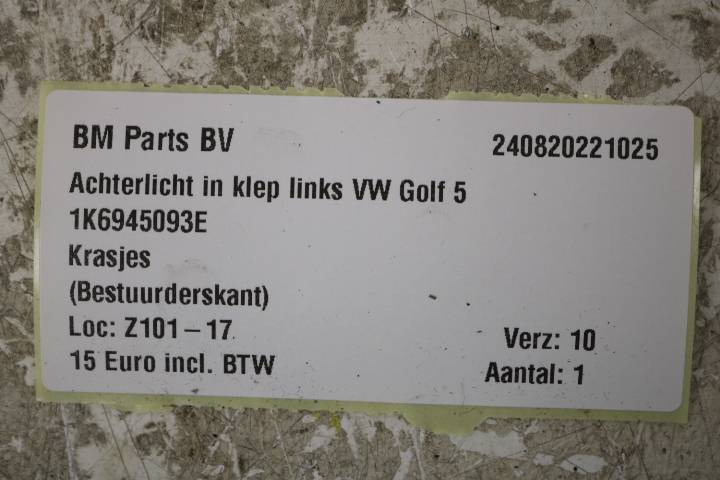 BM Parts BV 240820221025
Achterlicht in klep links VW Golf 5
1K6945093E
Krasjes
(Bestuurderskant)
Loc: Z101-17 Verz: 10
15 Euro incl. BTW Aantal: 1